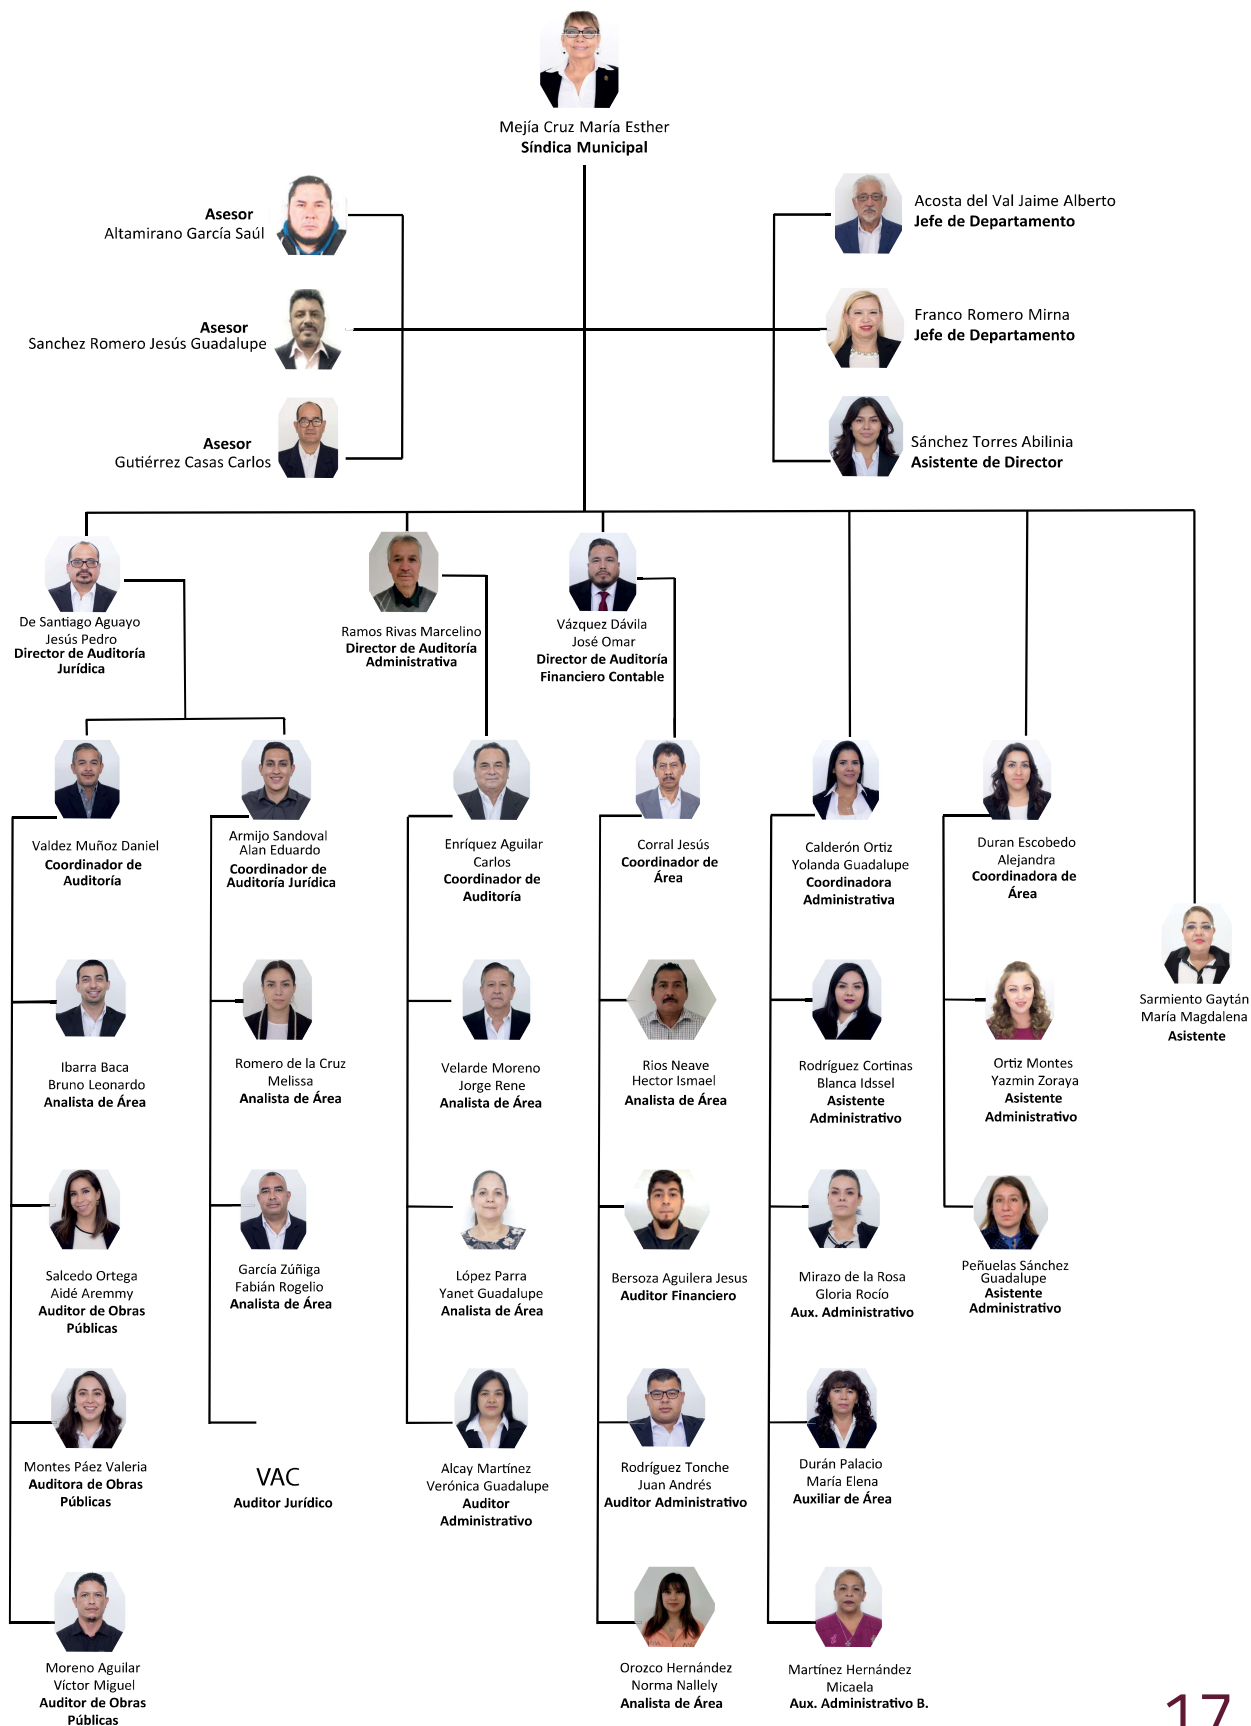 Mejía Cruz María Esther
Síndica Municipal
Asesor
Altamirano García Saúl
Acosta del Val Jaime Alberto
Jefe de Departamento
Asesor
Sanchez Romero Jesús Guadalupe
Franco Romero Mirna
Jefe de Departamento
Asesor
Gutiérrez Casas Carlos
Sánchez Torres Abilinia
Asistente de Director
De Santiago Aguayo
Jesús Pedro
Director de Auditoría
Jurídica
Ramos Rivas Marcelino
Director de Auditoría
Administrativa
Vázquez Dávila
José Omar
Director de Auditoría
Financiero Contable
Valdez Muñoz Daniel
Coordinador de
Auditoría
Armijo Sandoval
Alan Eduardo
Coordinador de
Auditoría Jurídica
Enríquez Aguilar
Carlos
Coordinador de
Auditoría
Corral Jesús
Coordinador de
Área
Calderón Ortiz
Yolanda Guadalupe
Coordinadora
Administrativa
Duran Escobedo
Alejandra
Coordinadora de
Área
Sarmiento Gaytán
María Magdalena
Asistente
Ibarra Baca
Bruno Leonardo
Analista de Área
Romero de la Cruz
Melissa
Analista de Área
Velarde Moreno
Jorge Rene
Analista de Área
Rios Neave
Hector Ismael
Analista de Área
Rodríguez Cortinas
Blanca Idssel
Asistente
Administrativo
Ortiz Montes
Yazmin Zoraya
Asistente
Administrativo
Salcedo Ortega
Aidé Aremmy
Auditor de Obras
Públicas
García Zúñiga
Fabián Rogelio
Analista de Área
López Parra
Yanet Guadalupe
Analista de Área
Bersoza Aguilera Jesus
Auditor Financiero
Mirazo de la Rosa
Gloria Rocío
Aux. Administrativo
Peñuelas Sánchez
Guadalupe
Asistente
Administrativo
Montes Páez Valeria
Auditora de Obras
Públicas
VAC
Auditor Jurídico
Alcay Martínez
Verónica Guadalupe
Auditor
Administrativo
Rodríguez Tonche
Juan Andrés
Auditor Administrativo
Durán Palacio
María Elena
Auxiliar de Área
Moreno Aguilar
Víctor Miguel
Auditor de Obras
Públicas
Orozco Hernández
Norma Nallely
Analista de Área
Martínez Hernández
Micaela
Aux. Administrativo B.
17